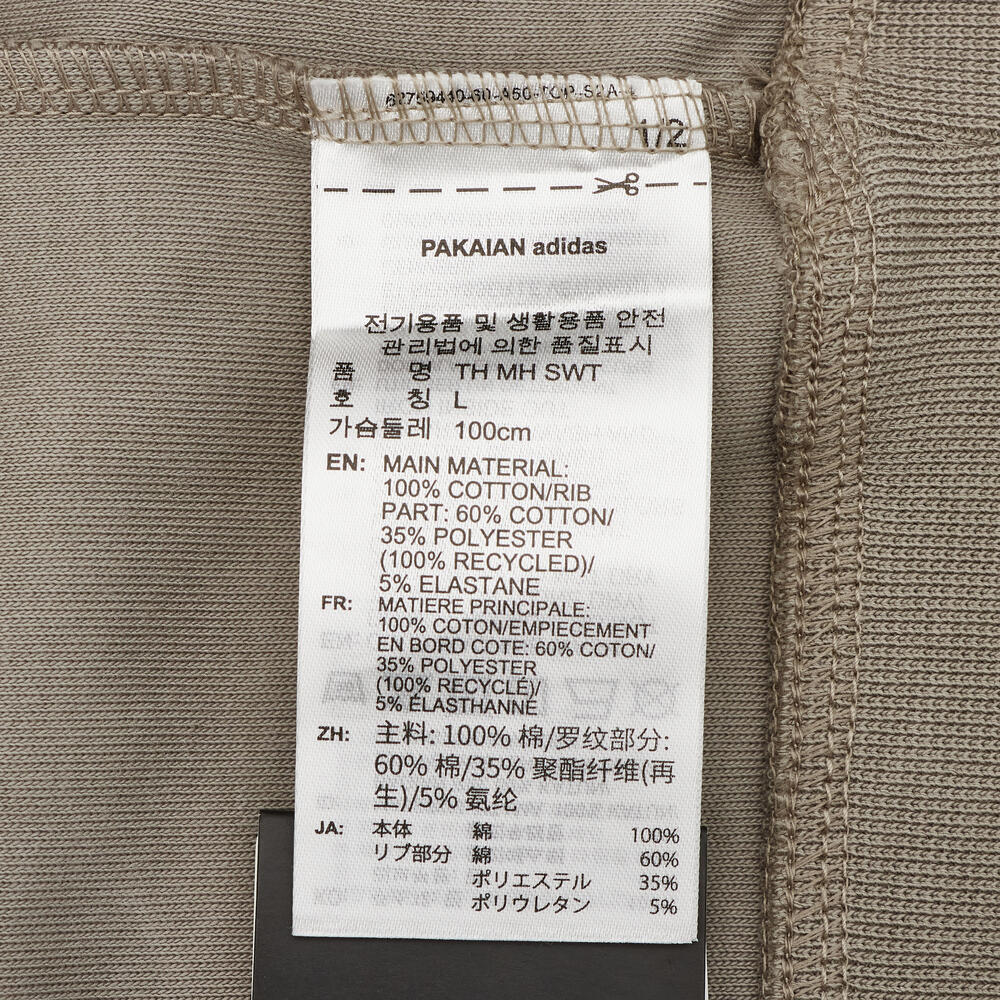 1/2
PAKAIAN adidas
전기용품 및 생활용품 안전
관리법에 의한 품질표시
품 명 TH MH SWT
호 칭 L
가슴둘레 100cm
EN: MAIN MATERIAL:
100% COTTON/RIB
PART: 60% COTTON/
35% POLYESTER
(100% RECYCLED)/
5% ELASTANE
FR: MATIERE PRINCIPALE:
100% COTON/EMPIECEMENT
EN BORD COTE: 60% COTON/
35% POLYESTER
(100% RECYCLÉ)/
5% ÉLASTHANNE
ZH: 主料: 100% 棉/罗纹部分:
60% 棉/35% 聚酯纤维(再
生)/5% 氨纶
JA: 本体 綿 100%
リブ部分 綿 60%
ポリエステル 35%
ポリウレタン 5%